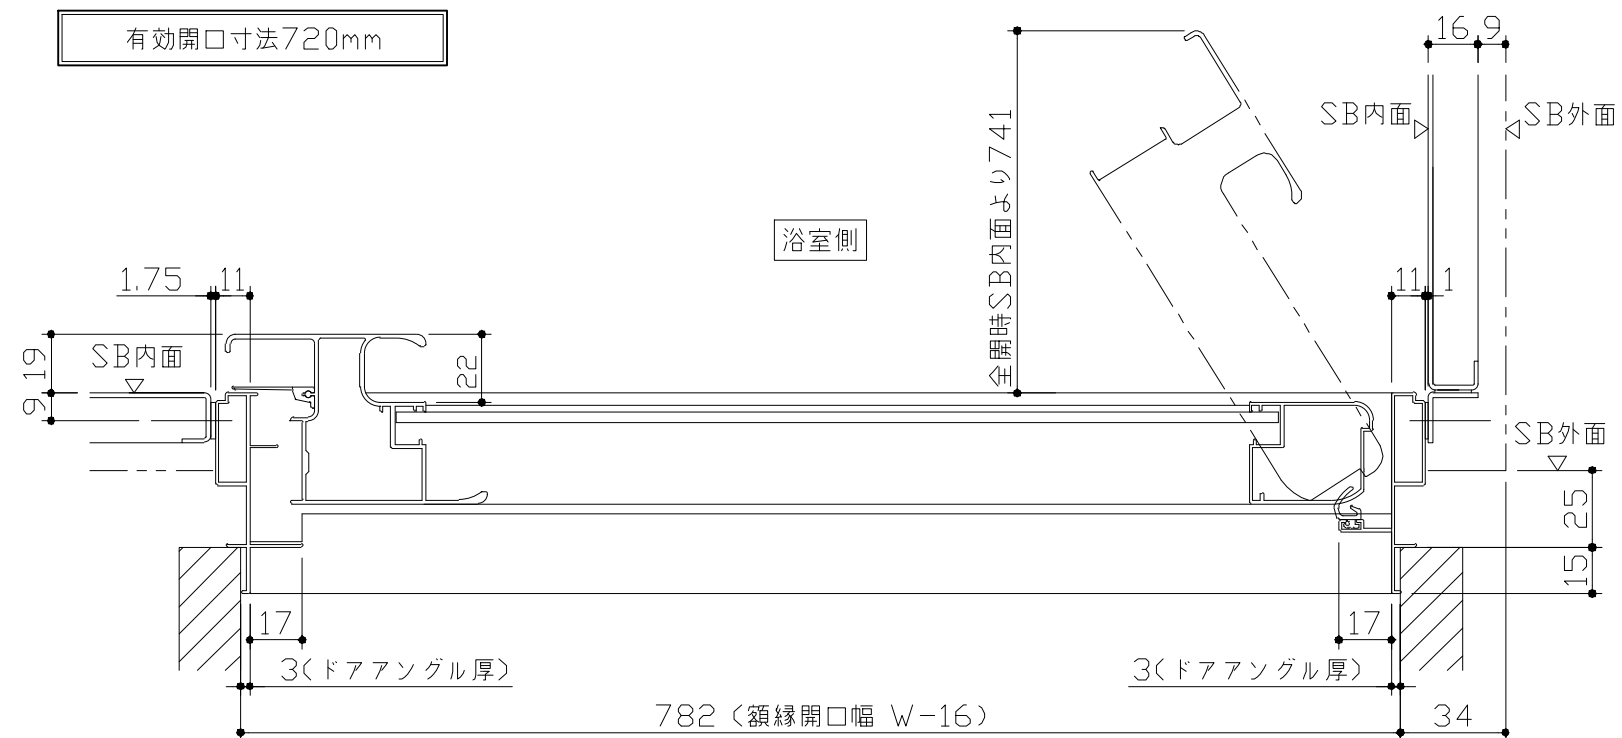 有効開口寸法720mm
16 9
SB内面
SB外面
全開時SB内面より741
浴室側
1.75 11
11 1
19
SB内面
22
9
SB外面
25
15
17
17
3(ドアアングル厚)
3(ドアアングル厚)
782(額縁開口幅 W-16)
34